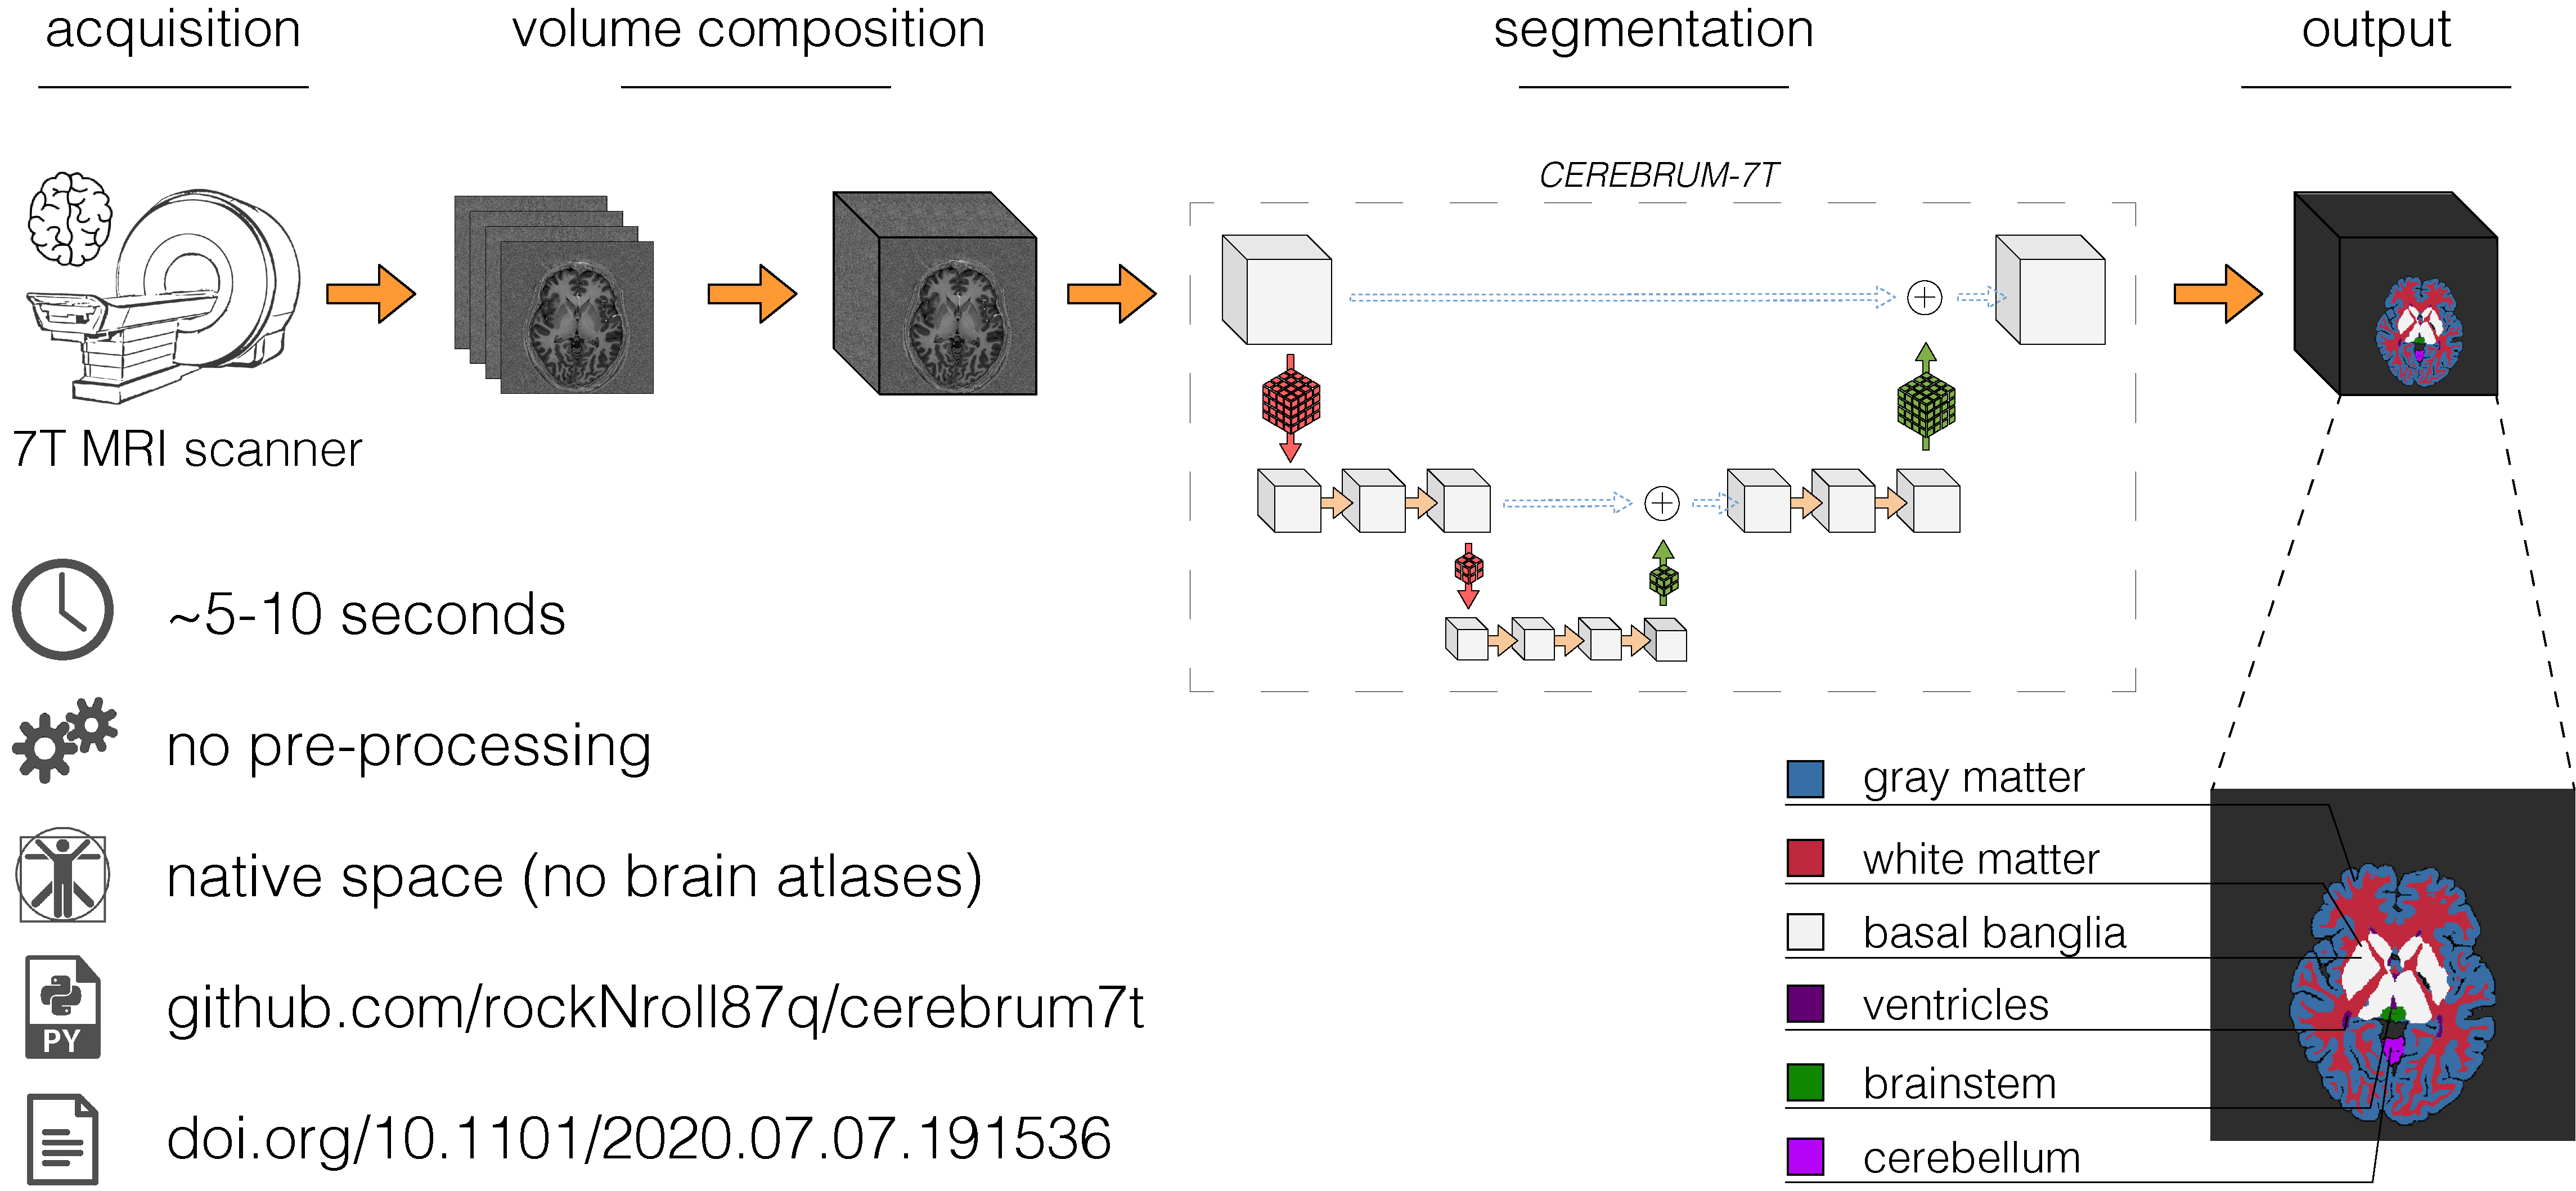 acquisition
volume composition
segmentation
output
CEREBRUM-7T
7T MRI scanner
~5-10 seconds
no pre-processing
native space (no brain atlases)
github.com/rockNroll87q/cerebrum7t
PY
doi.org/10.1101/2020.07.07.191536
gray matter
white matter
basal banglia
ventricles
brainstem
cerebellum